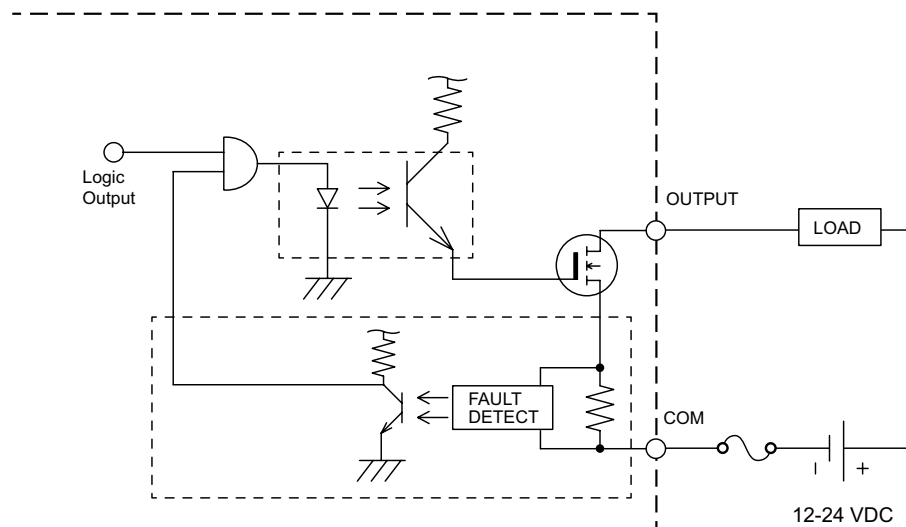 Logic
Output
OUTPUT
LOAD
FAULT
DETECT
COM
- +
12-24 VDC